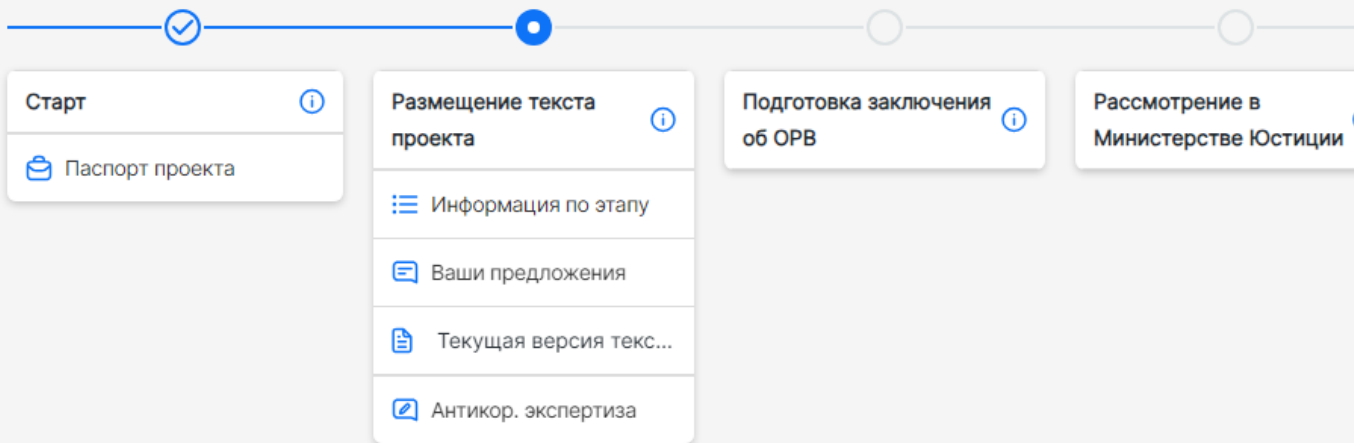 Старт
Паспорт проекта
Размещение текста
проекта
Информация по этапу
Ваши предложения
Текущая версия текс...
Антикор. экспертиза
Подготовка заключения
об ОРВ
Рассмотрение в
Министерстве Юстиции